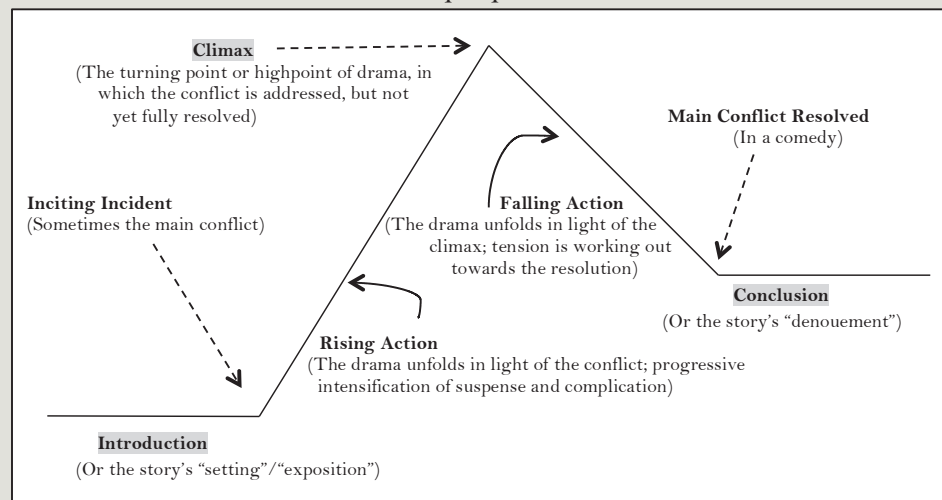 Climax
(The turning point or highpoint of drama, in
which the conflict is addressed, but not
yet fully resolved)
Main Conflict Resolved
(In a comedy)
Inciting Incident
(Sometimes the main conflict)
Falling Action
(The drama unfolds in light of the
climax; tension is working out
towards the resolution)
Conclusion
(Or the story's “denouement”)
Rising Action
(The drama unfolds in light of the conflict; progressive
intensification of suspense and complication)
Introduction
(Or the story's “setting”/“exposition”)